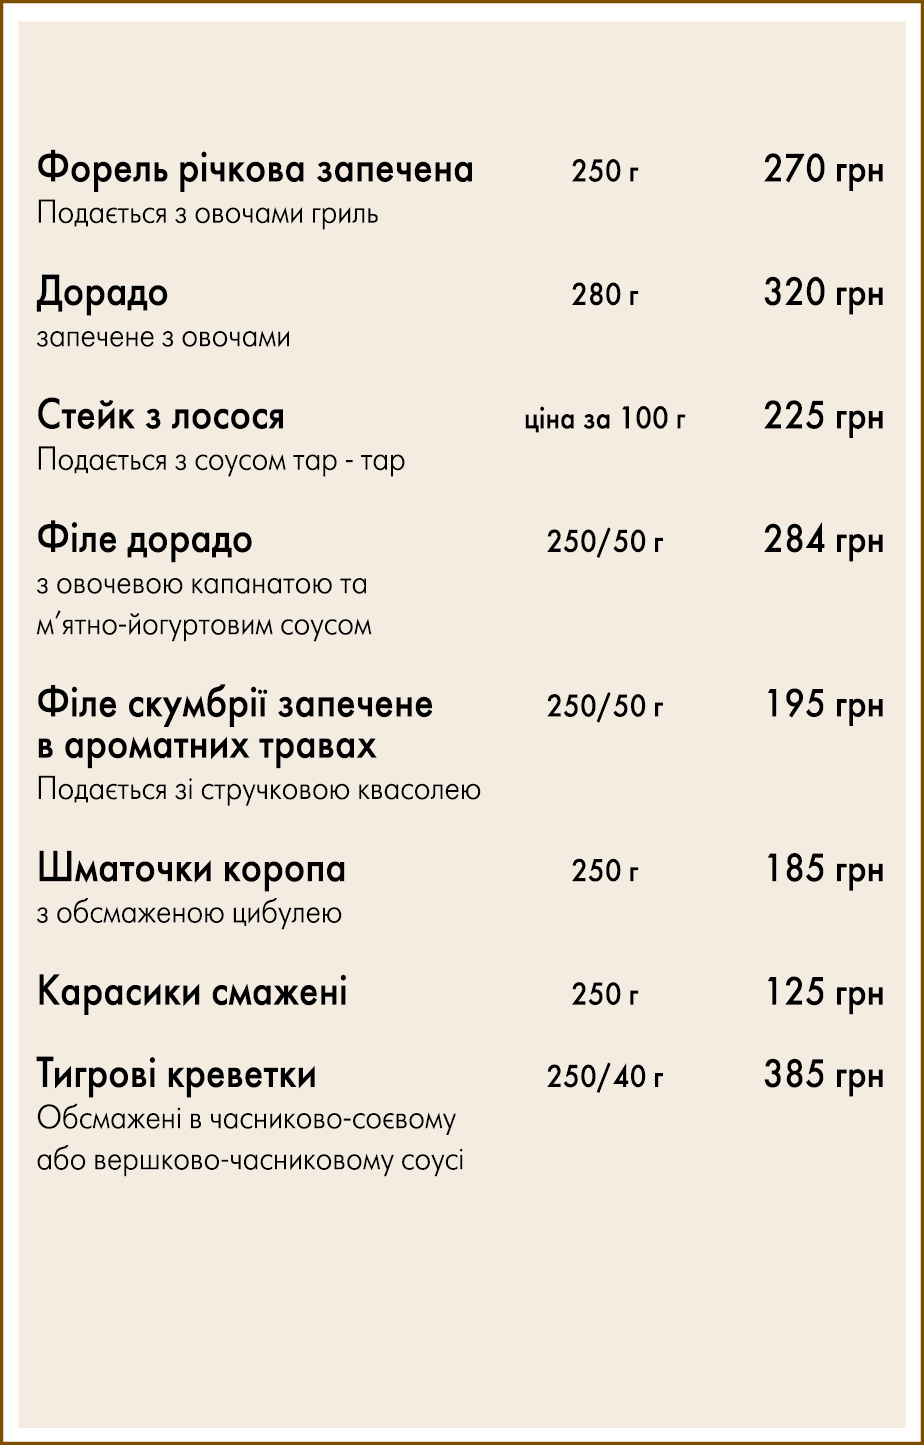 Форель річкова запечена 250 г 270 грн
Подається з овочами гриль
Дорадо 280 г 320 грн
запечене з овочами
Стейк з лосося ціна за 100 г 225 грн
Подається з соусом тар - тар
Філе дорадо 250/50 г 284 грн
з овочевою капанатою та
м’ятно-йогуртовим соусом
Філе скумбрії запечене 250/50 г 195 грн
в ароматних травах
Подається зі стручковою квасолею
Шматочки коропа 250 г 185 грн
з обсмаженою цибулею
Карасики смажені 250 г 125 грн
Тигрові креветки 250/40 г 385 грн
Обсмажені в часниково-соєвому
або вершково-часниковому соусі